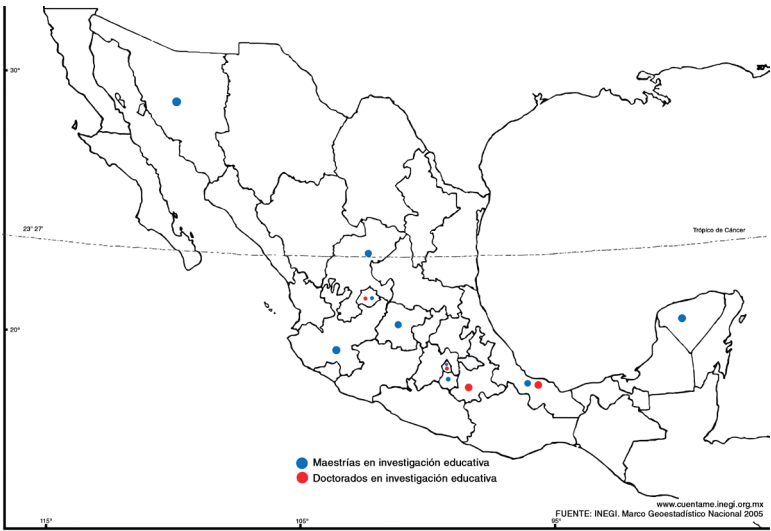 30°
30°
23° 27'
Trópico de Cáncer
20°
Maestrías en investigación educativa
Doctorados en investigación educativa
www.cuentame.inegi.org.mx
FUENTE: INEGI. Marco Geoestadístico Nacional 2005
115°
105°
95°